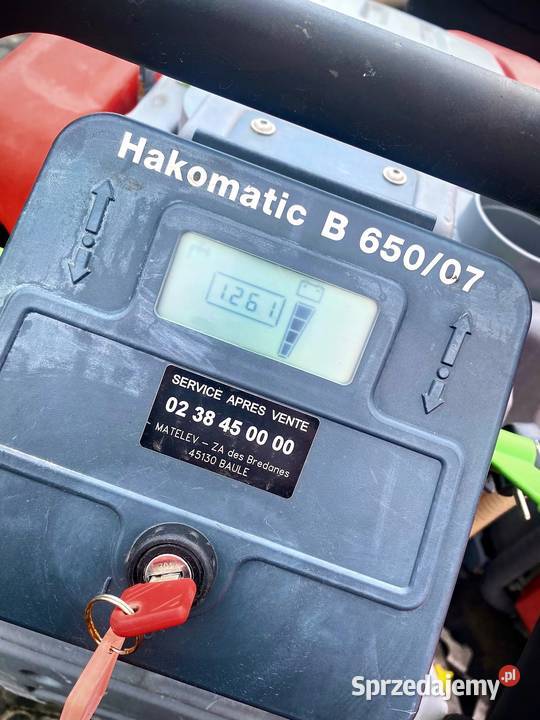 Hakomatic B 650/07
1261
SERVICE APRES VENTE
02 38 45 00 00
MATELEV - ZA des Bredanes
45130 BAULE
Sprzedajemy.pl